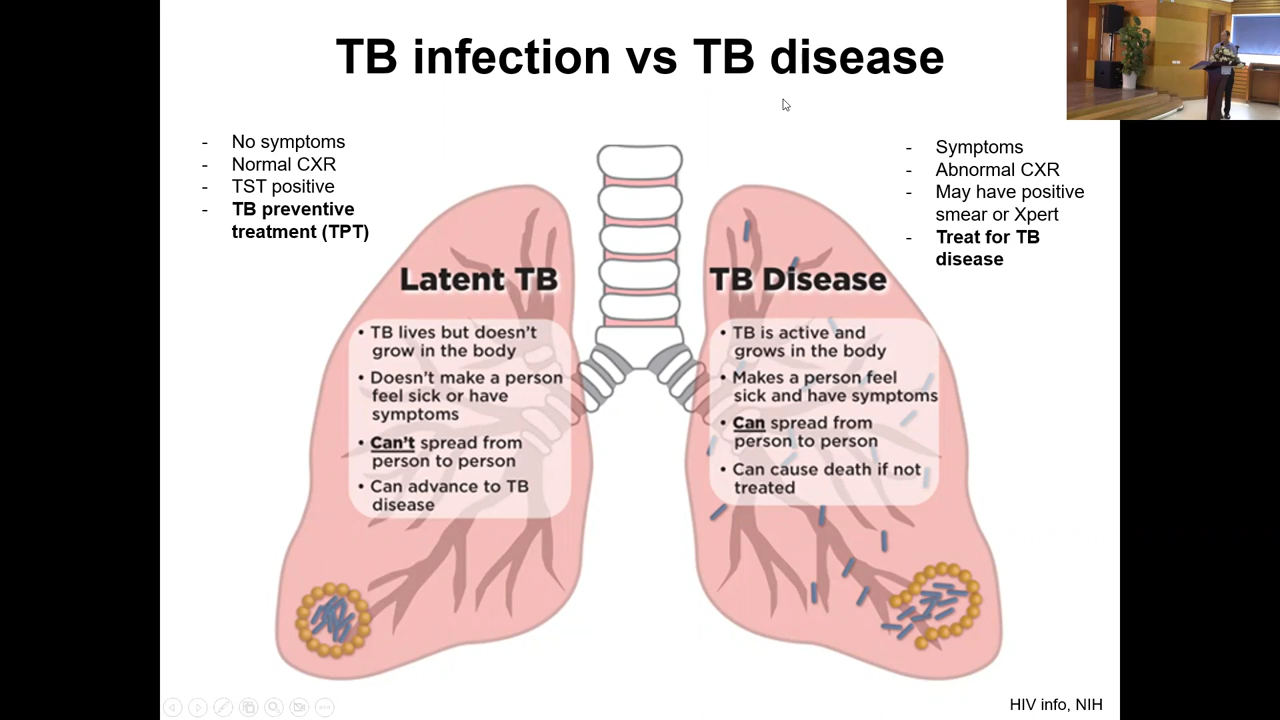 TB infection vs TB disease
- No symptoms
- Normal CXR
- TST positive
- TB preventive
treatment (TPT)
- Symptoms
- Abnormal CXR
- May have positive
smear or Xpert
- Treat for TB
disease
Latent TB
• TB lives but doesn't
grow in the body
• Doesn't make a person
feel sick or have
symptoms
• Can't spread from
person to person
• Can advance to TB
disease
TB Disease
• TB is active and
grows in the body
• Makes a person feel
sick and have symptoms
• Can spread from
person to person
• Can cause death if not
treated
HIV info, NIH